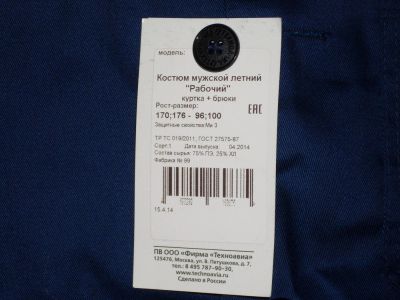 модель:
Костюм мужской летний
"Рабочий"
куртка + брюки
Рост-размер:
170;176 - 96;100
EAC
Защитные свойства:Ми З
ТР ТС 019/2011; ГОСТ 27575-87
Сорт:1 Дата выпуска: 04.2014
Состав сырья: 75% ПЭ, 25% ХЛ
Фабрика № 99
15.4.14
ПВ ООО «Фирма «Техноавиа»
125476, Москва, ул. В. Петушкова, д. 7,
тел. 8 495 787–90–30,
www.technoavia.ru
Сделано в России